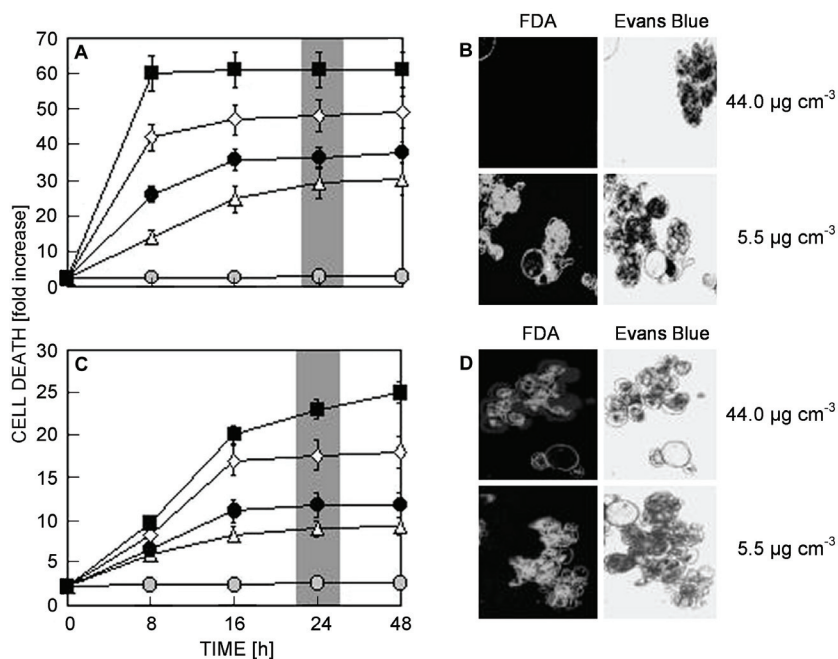 FDA Evans Blue
70
A
B
60
50
40
30
20
10
0
44.0 µg cm-3
5.5 µg cm-3
CELL DEATH [fold increase]
FDA Evans Blue
30
C
D
25
20
15
10
5
0
44.0 µg cm-3
5.5 µg cm-3
0 8 16 24 48
TIME [h]